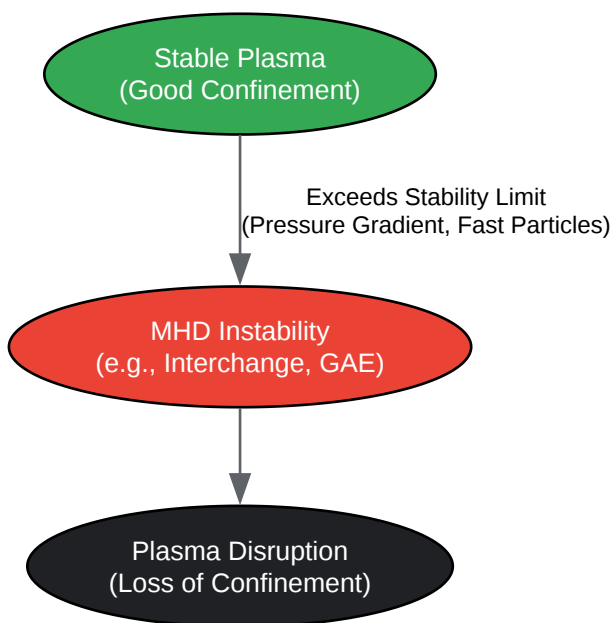 Stable Plasma
(Good Confinement)
Exceeds Stability Limit
(Pressure Gradient, Fast Particles)
MHD Instability
(e.g., Interchange, GAE)
Plasma Disruption
(Loss of Confinement)